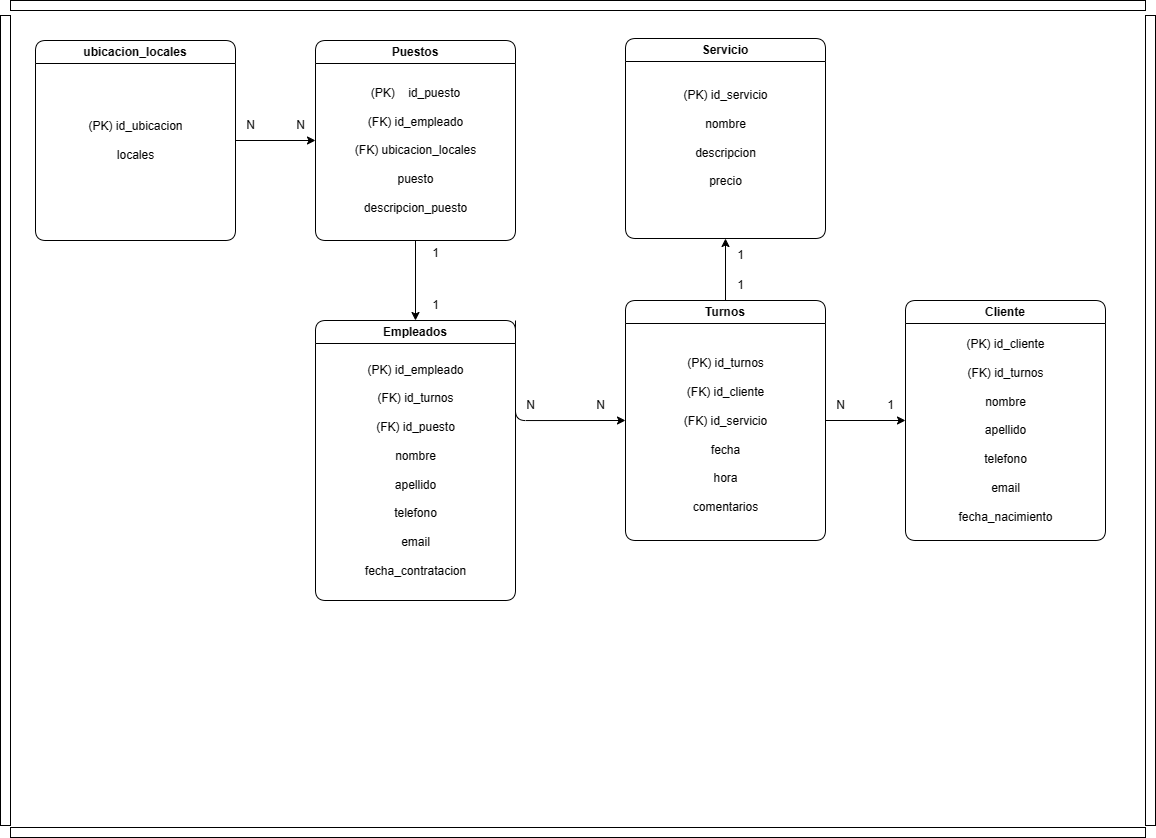 ubicacion_locales
(PK) id_ubicacion
locales
N
N
Puestos
(PK) id_puesto
(FK) id_empleado
(FK) ubicacion_locales
puesto
descripcion_puesto
1
1
Servicio
(PK) id_servicio
nombre
descripcion
precio
1
1
Empleados
(PK) id_empleado
(FK) id_turnos
(FK) id_puesto
nombre
apellido
telefono
email
fecha_contratacion
N
N
Turnos
(PK) id_turnos
(FK) id_cliente
(FK) id_servicio
fecha
hora
comentarios
N
1
Cliente
(PK) id_cliente
(FK) id_turnos
nombre
apellido
telefono
email
fecha_nacimiento